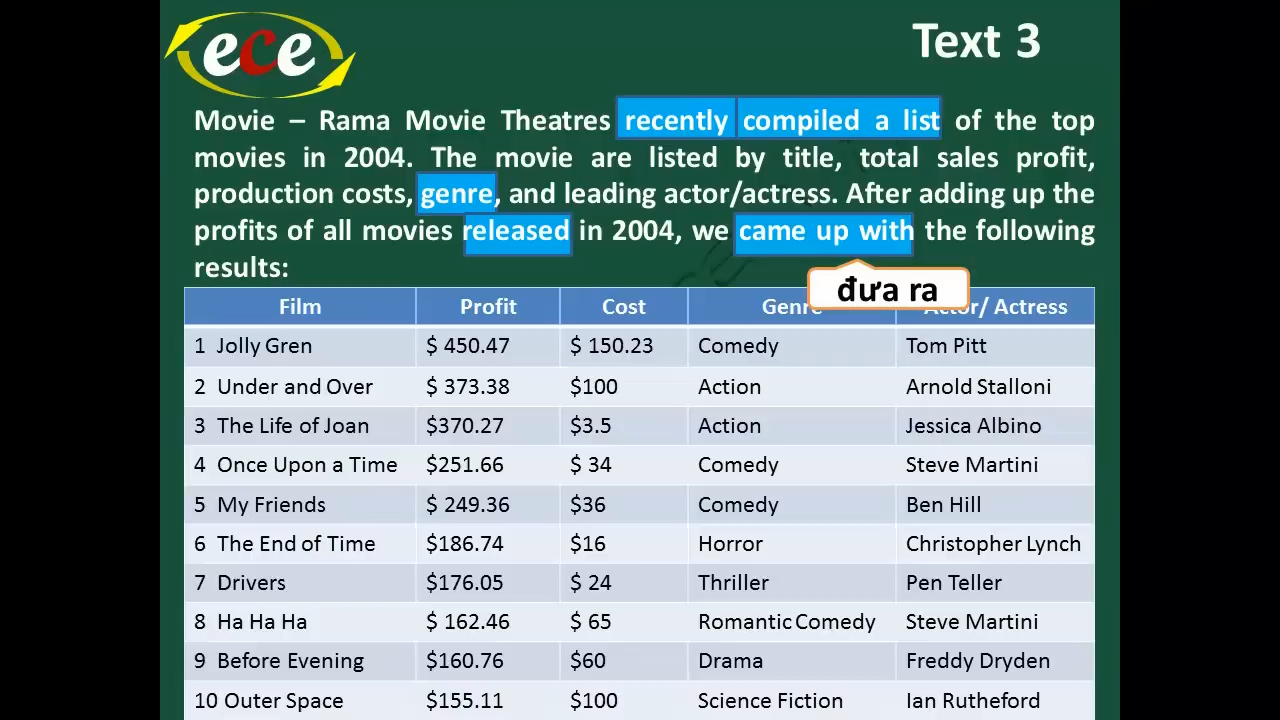 ece
Text 3
Movie – Rama Movie Theatres recently compiled a list of the top
movies in 2004. The movie are listed by title, total sales profit,
production costs, genre, and leading actor/actress. After adding up the
profits of all movies released in 2004, we came up with the following
results:
đưa ra
Film Profit Cost Genre Actor/ Actress
1 Jolly Gren $ 450.47 $ 150.23 Comedy Tom Pitt
2 Under and Over $ 373.38 $100 Action Arnold Stalloni
3 The Life of Joan $370.27 $3.5 Action Jessica Albino
4 Once Upon a Time $251.66 $ 34 Comedy Steve Martini
5 My Friends $ 249.36 $36 Comedy Ben Hill
6 The End of Time $186.74 $16 Horror Christopher Lynch
7 Drivers $176.05 $ 24 Thriller Pen Teller
8 Ha Ha Ha $ 162.46 $ 65 Romantic Comedy Steve Martini
9 Before Evening $160.76 $60 Drama Freddy Dryden
10 Outer Space $155.11 $100 Science Fiction Ian Rutheford